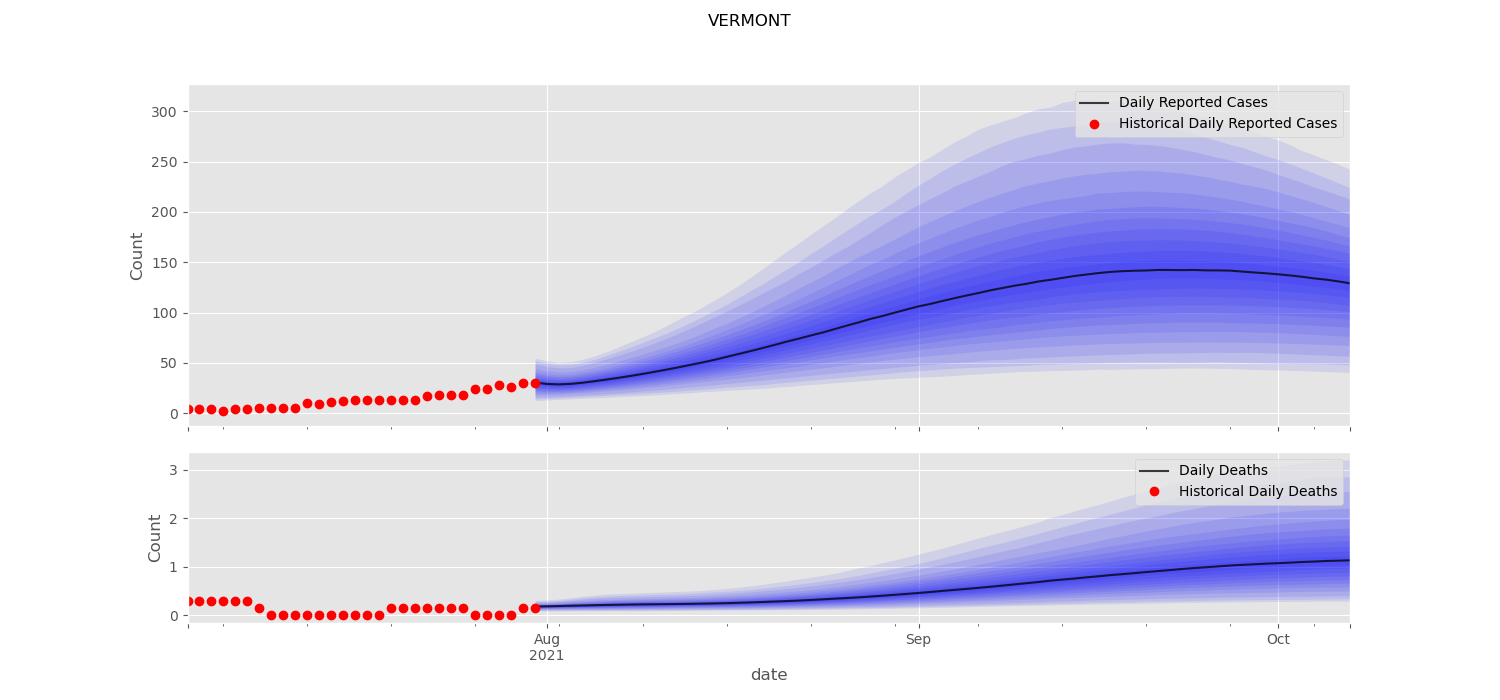 VERMONT
Daily Reported Cases
Historical Daily Reported Cases
300
250
200
150
100
50
0
Count
Daily Deaths
Historical Daily Deaths
3
2
1
0
Count
Aug
2021
Sep
Oct
date